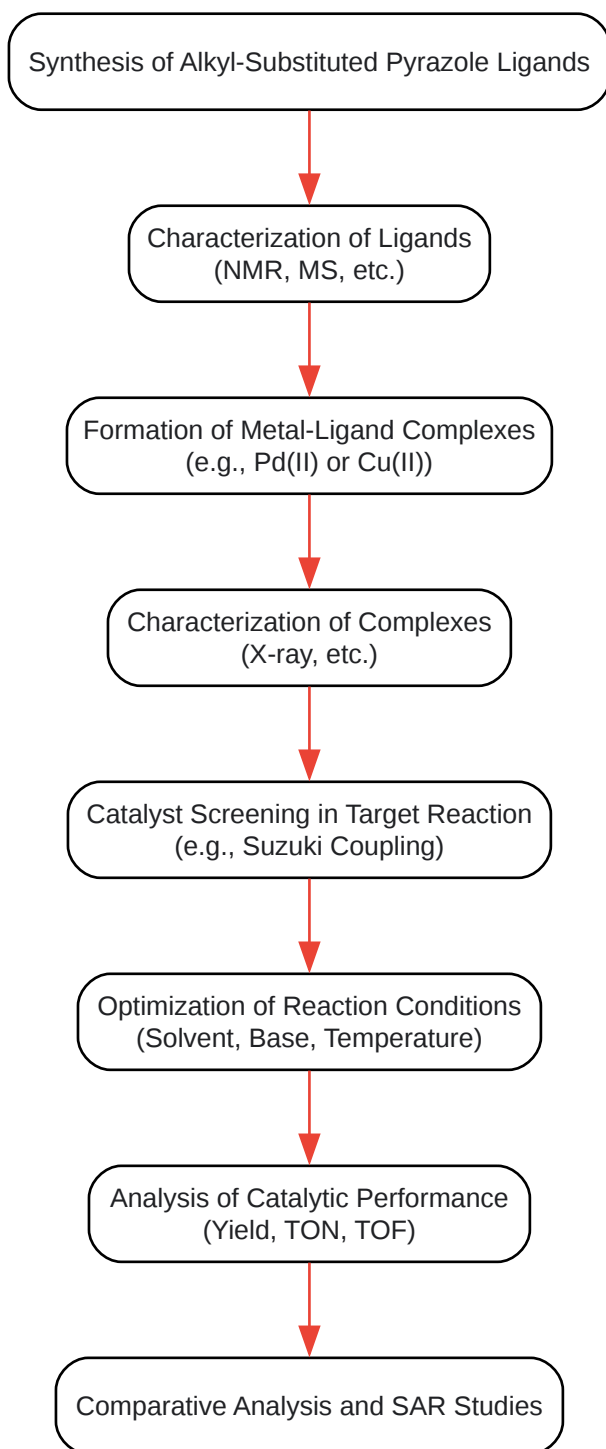 Synthesis of Alkyl-Substituted Pyrazole Ligands
Characterization of Ligands
(NMR, MS, etc.)
Formation of Metal-Ligand Complexes
(e.g., Pd(II) or Cu(II))
Characterization of Complexes
(X-ray, etc.)
Catalyst Screening in Target Reaction
(e.g., Suzuki Coupling)
Optimization of Reaction Conditions
(Solvent, Base, Temperature)
Analysis of Catalytic Performance
(Yield, TON, TOF)
Comparative Analysis and SAR Studies